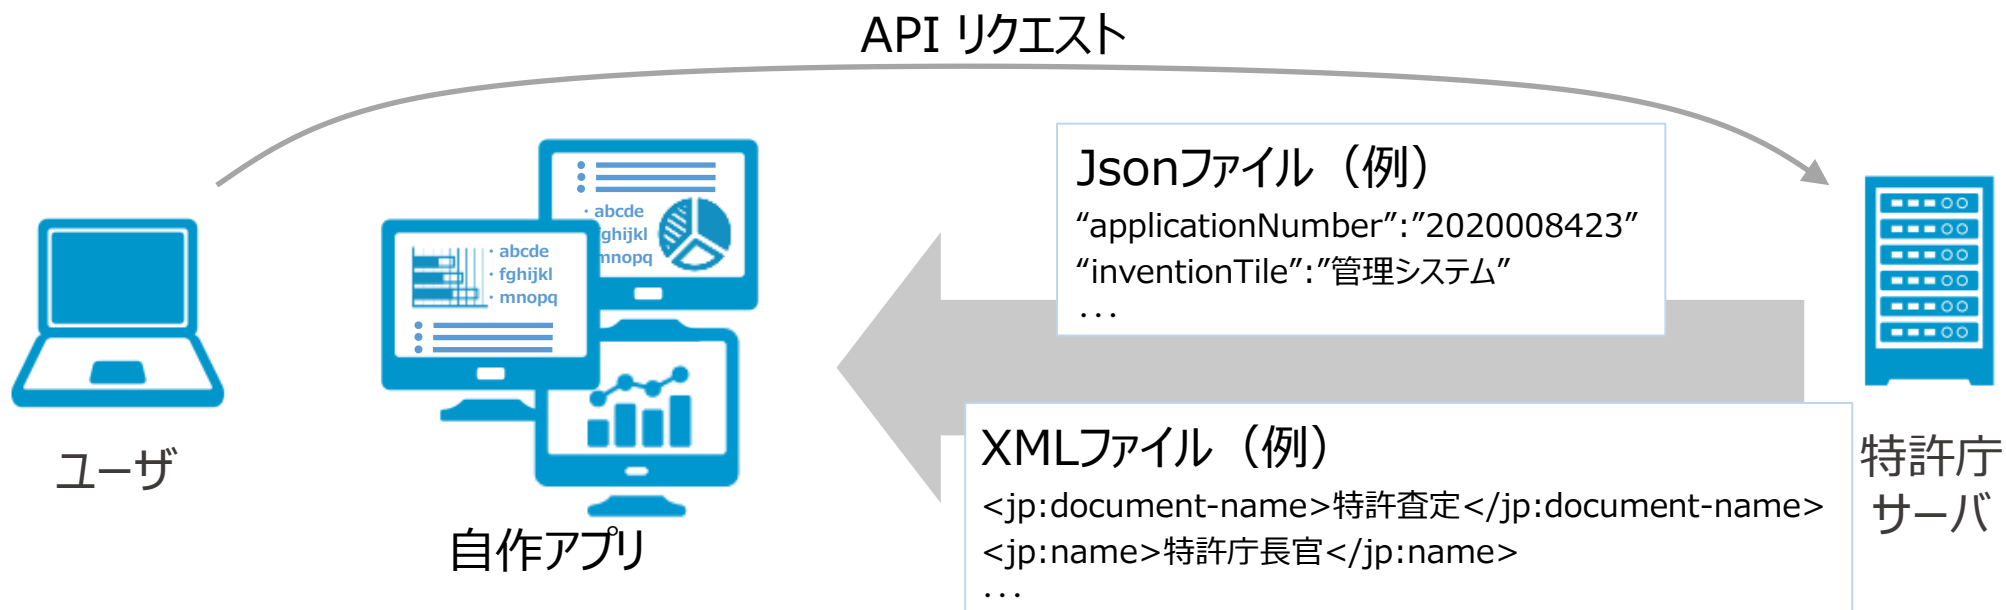 API リクエスト
Jsonファイル（例）
“applicationNumber”:”2020008423”
“inventionTile”:”管理システム”
･･･
・abcde
fghijkl
mnopq
・abcde
・fghijkl
・mnopq
XMLファイル（例）
<jp:document-name>特許査定</jp:document-name>
<jp:name>特許庁長官</jp:name>
･･･
ユーザ
自作アプリ
特許庁
サーバ